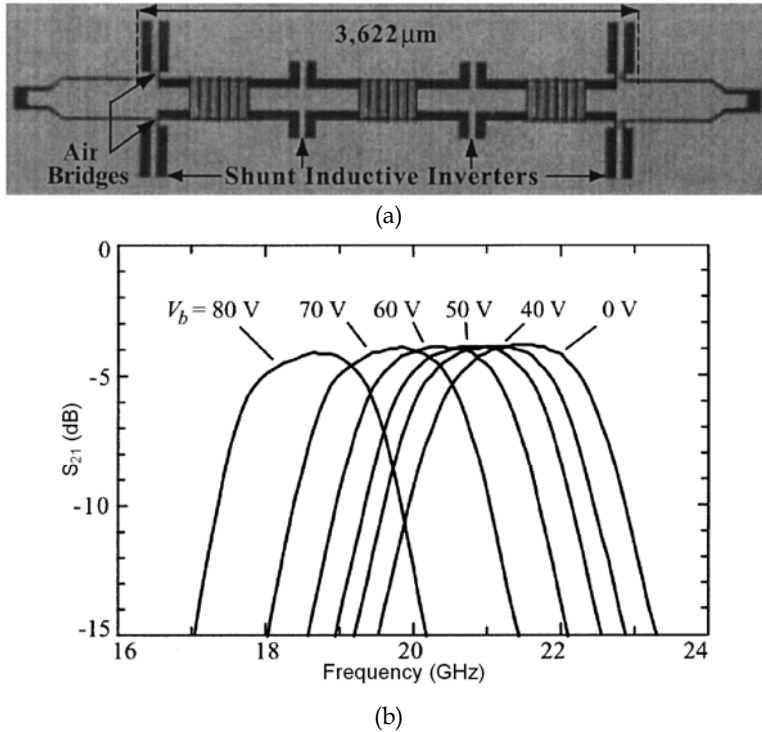 3,622μm
Air
Bridges
Shunt Inductive Inverters
(a)
0
-5
-10
-15
S21 (dB)
V_b = 80 V 70 V 60 V 50 V 40 V 0 V
16 18 20 22 24
Frequency (GHz)
(b)